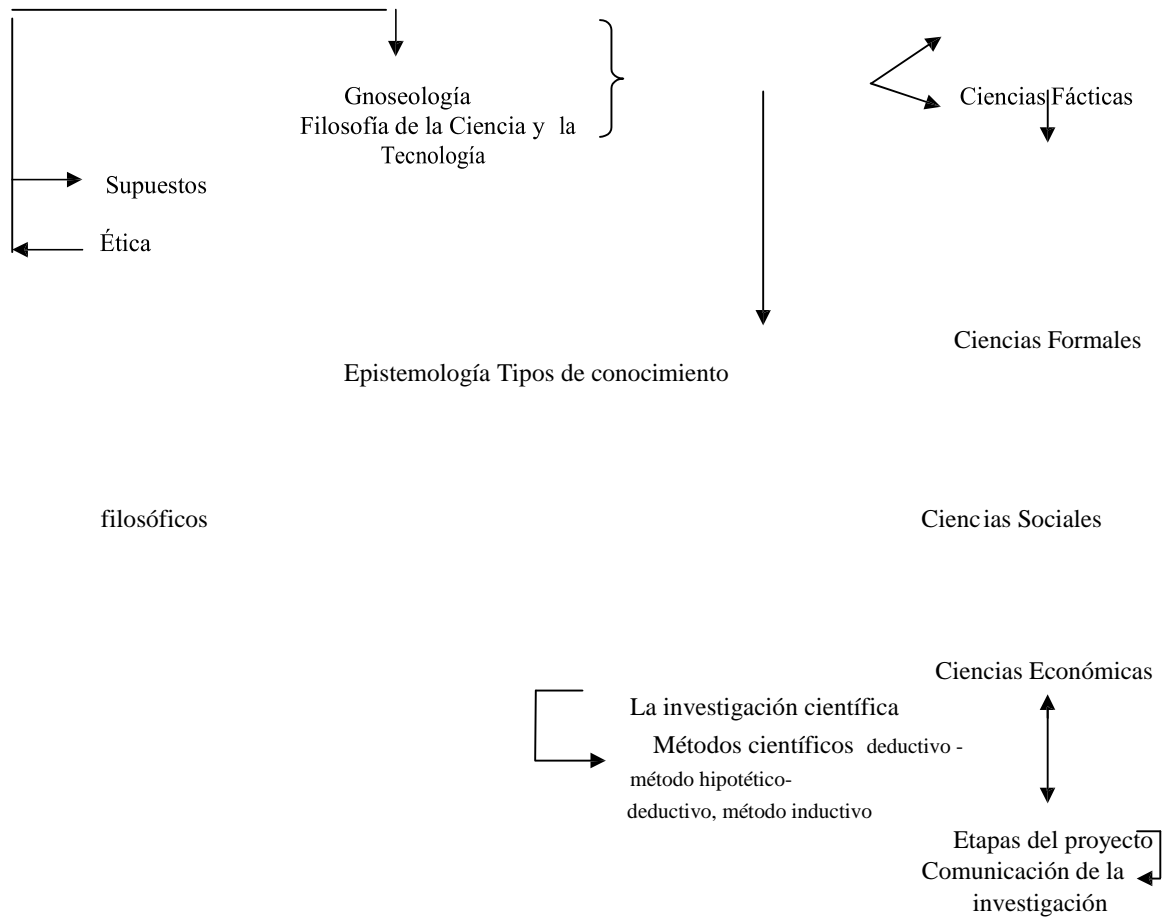 Gnoseología
Filosofía de la Ciencia y la
Tecnología
Ciencias Fácticas
Supuestos
Ética
Ciencias Formales
Epistemología Tipos de conocimiento
filosóficos
Ciencias Sociales
Ciencias Económicas
La investigación científica
Métodos científicos deductivo -
método hipotético-
deductivo, método inductivo
Etapas del proyecto
Comunicación de la
investigación